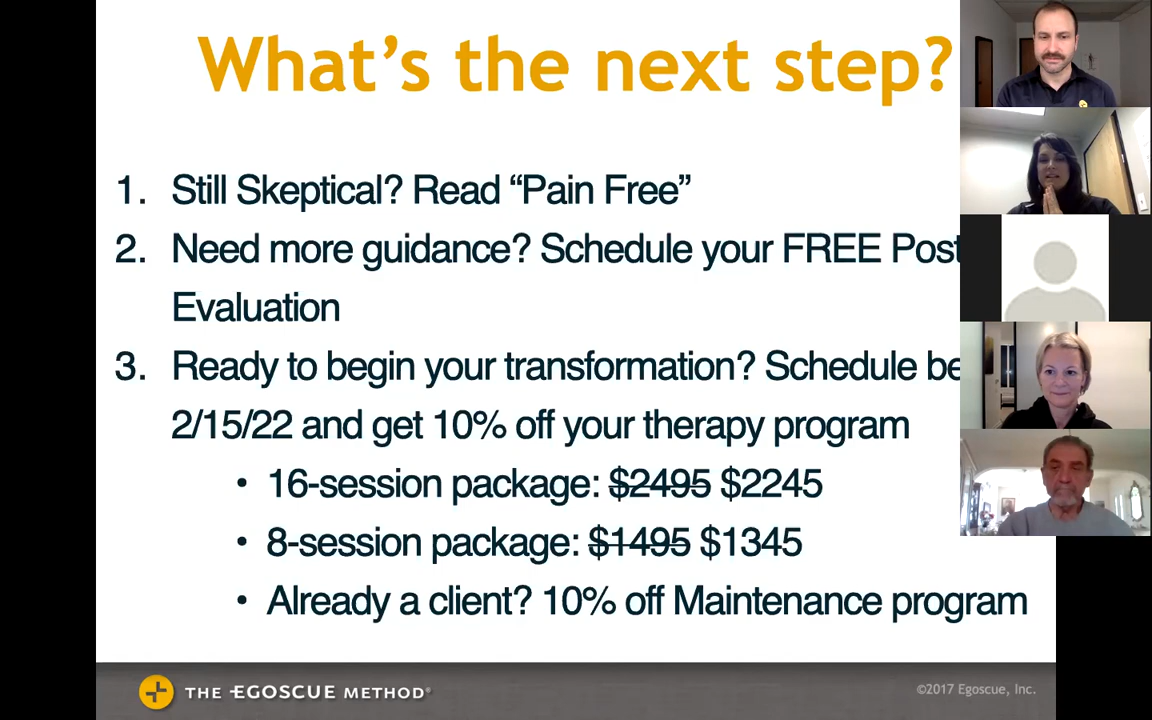 What's the next step?
1. Still Skeptical? Read “Pain Free”
2. Need more guidance? Schedule your FREE Post
Evaluation
3. Ready to begin your transformation? Schedule be
2/15/22 and get 10% off your therapy program
• 16-session package: $2495 $2245
• 8-session package: $1495 $1345
• Already a client? 10% off Maintenance program
THE EGOSCUE METHOD®
©2017 Egoscue, Inc.